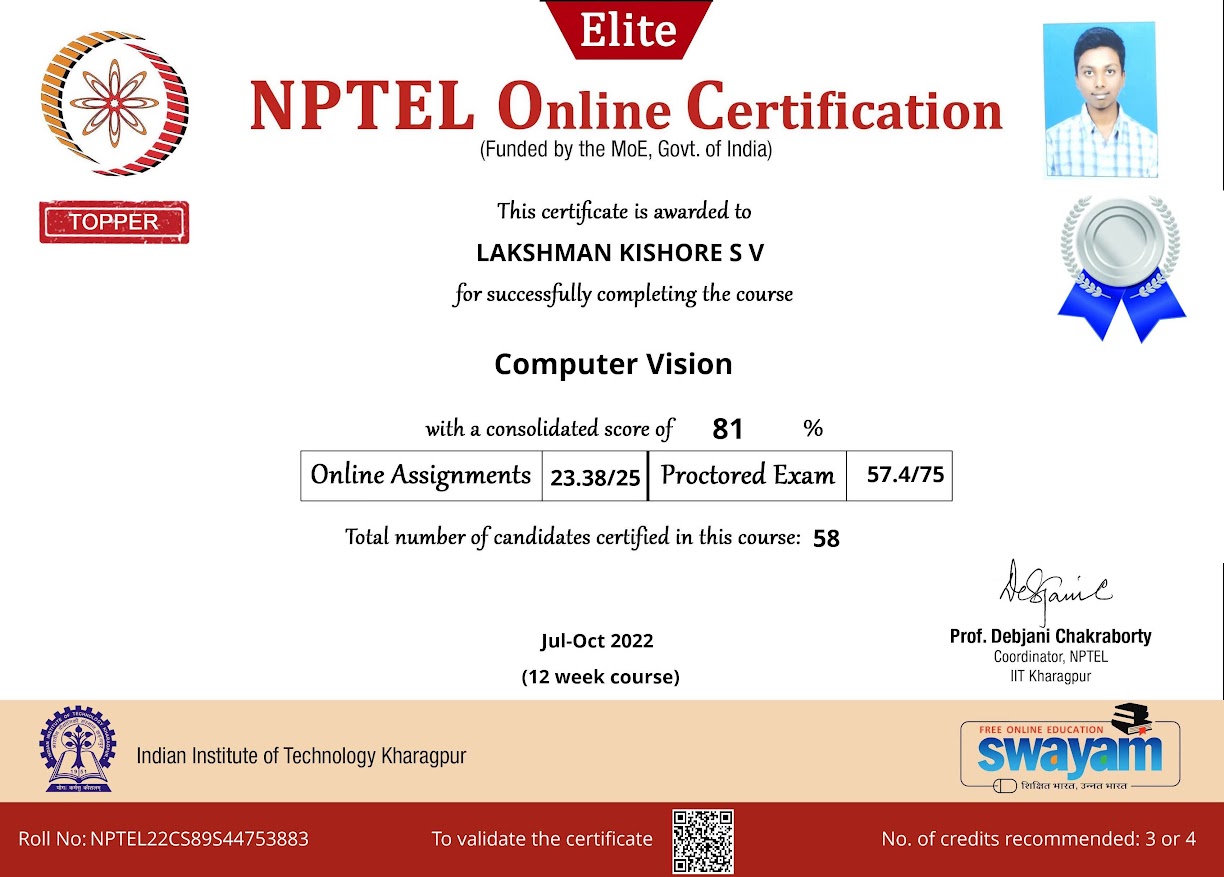 Elite
NPTEL Online Certification
(Funded by the MoE, Govt. of India)
TOPPER
This certificate is awarded to
LAKSHMAN KISHORE S V
for successfully completing the course
Computer Vision
with a consolidated score of 81 %
Online Assignments 23.38/25 Proctored Exam 57.4/75
Total number of candidates certified in this course: 58
Jul-Oct 2022
(12 week course)
Prof. Debjani Chakraborty
Coordinator, NPTEL
IIT Kharagpur
1951
योगः कर्मसु कौशलम्
Indian Institute of Technology Kharagpur
FREE ONLINE EDUCATION
swayam
शिक्षित भारत, उन्नत भारत
Roll No: NPTEL22CS89S44753883
To validate the certificate
No. of credits recommended: 3 or 4